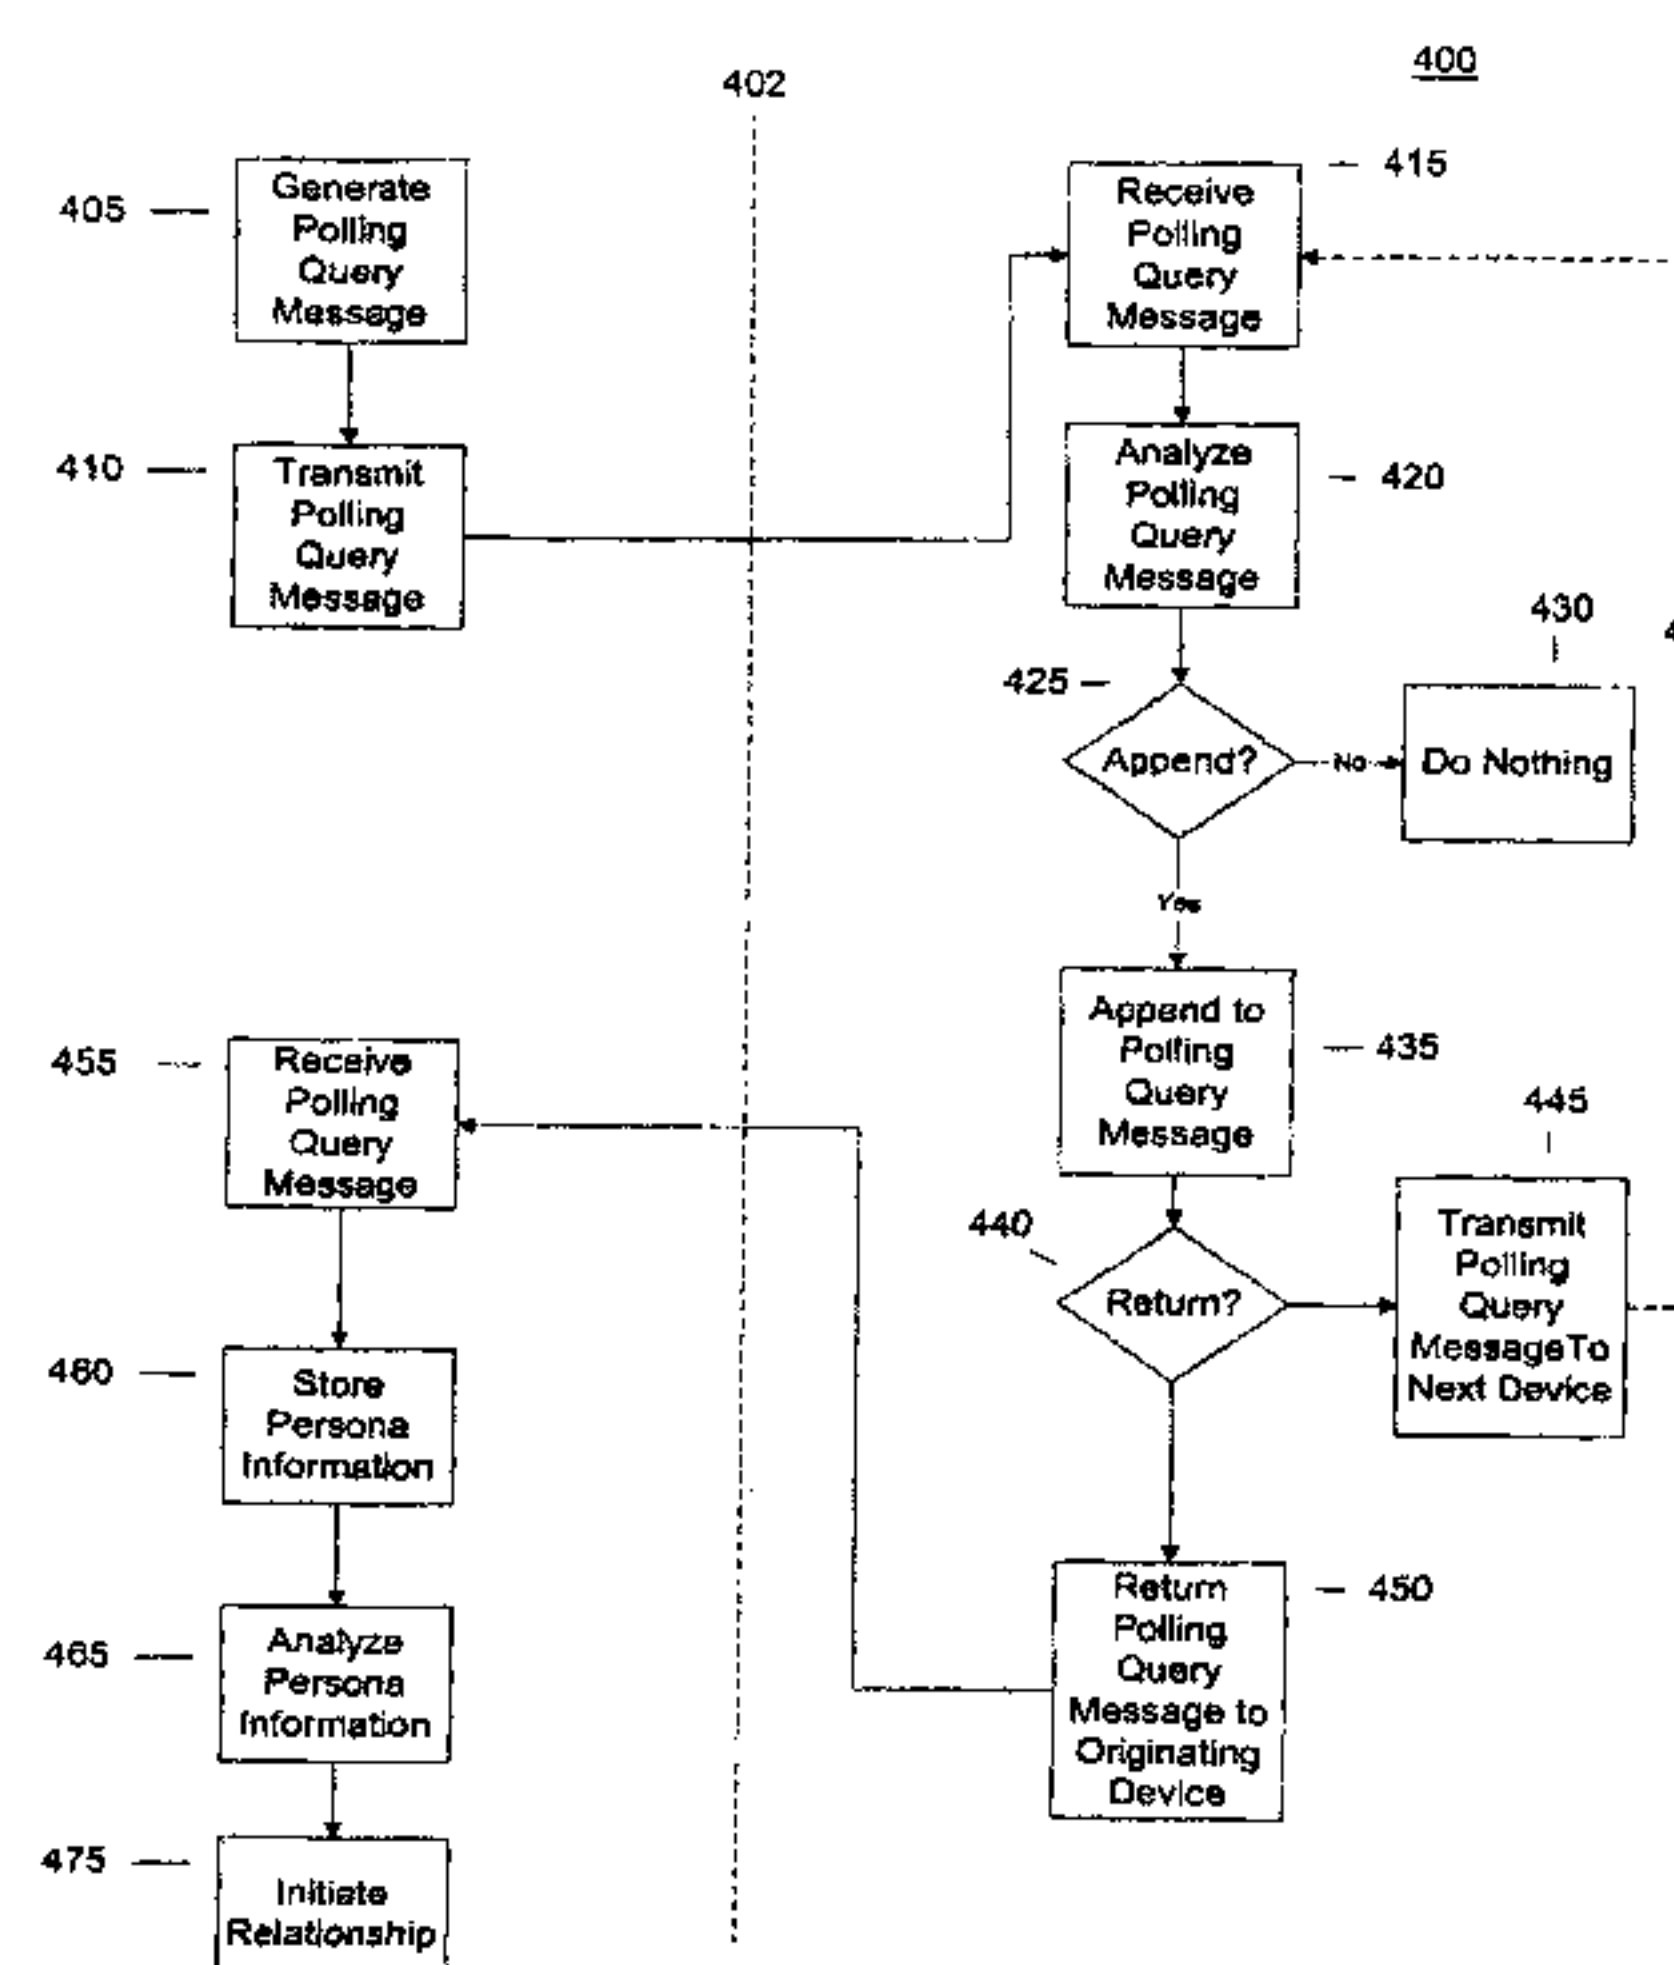 400
402
405
Generate
Polling
Query
Message
410
Transmit
Polling
Query
Message
415
Receive
Polling
Query
Message
420
Analyze
Polling
Query
Message
425
Append?
No
430
Do Nothing
Yes
Append to
Polling
Query
Message
435
440
Return?
445
Transmit
Polling
Query
MessageTo
Next Device
450
Return
Polling
Query
Message to
Originating
Device
455
Receive
Polling
Query
Message
460
Store
Persona
Information
465
Analyze
Persona
Information
475
Initiate
Relationship